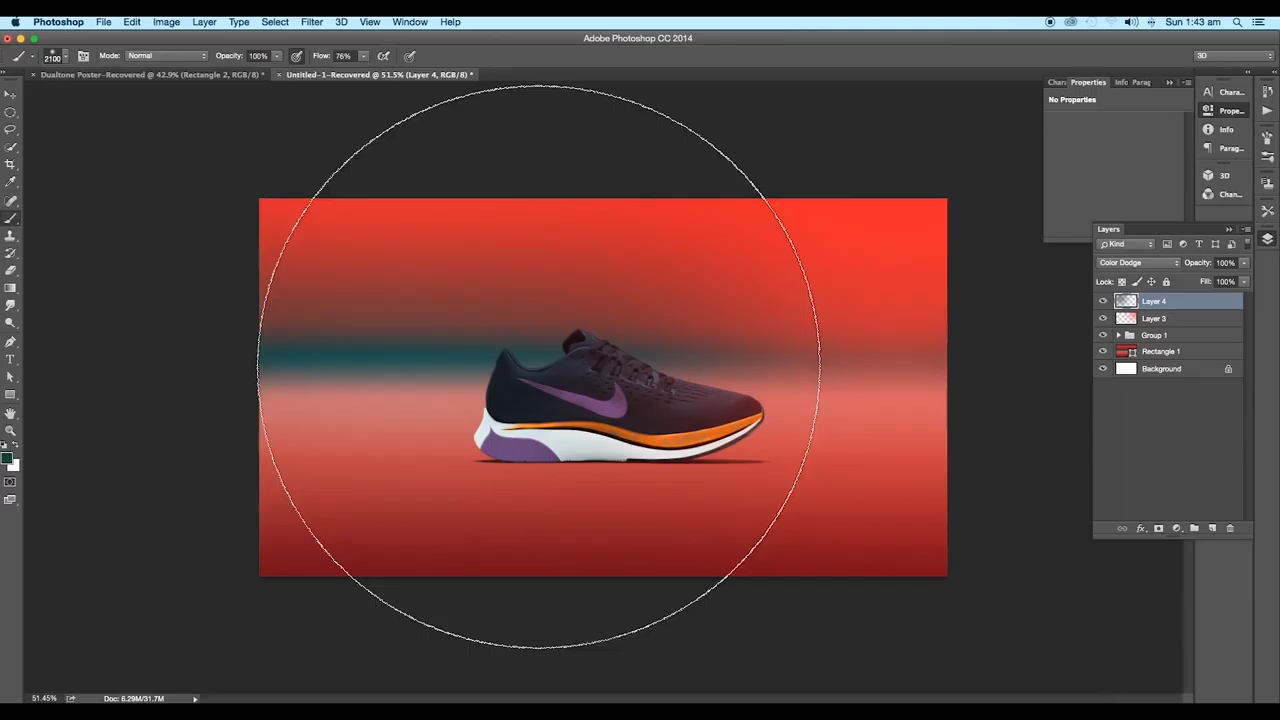 Photoshop File Edit Image Layer Type Select Filter 3D View Window Help Sun 1:43 am
Adobe Photoshop CC 2014
2100 Mode: Normal Opacity: 100% Flow: 76% 3D
Dualtone Poster-Recovered @ 42.9% (Rectangle 2, RGB/8) * Untitled-1-Recovered @ 51.5% (Layer 4, RGB/8) *
Chara Properties Info Parag
No Properties
Chara...
Prope...
Info
Parag...
3D
Chan...
Layers
Kind
Color Dodge Opacity: 100%
Lock: Fill: 100%
Layer 4
Layer 3
Group 1
Rectangle 1
Background
fx
51.45% Doc: 6.29M/31.7M